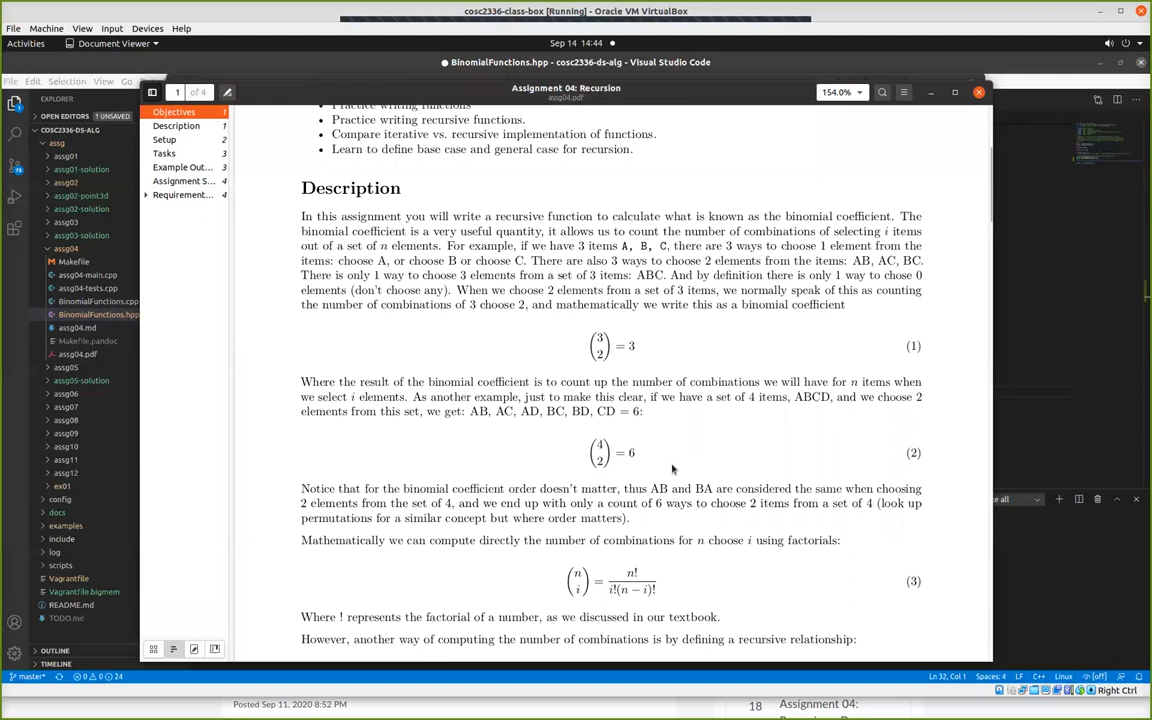 cosc2336-class-box [Running] - Oracle VM VirtualBox
File Machine View Input Devices Help
Activities Document Viewer Sep 14 14:44
BinomialFunctions.hpp - cosc2336-ds-alg - Visual Studio Code
File Edit Selection View Go
1 of 4 Assignment 04: Recursion 154.0%
assg04.pdf
EXPLORER
OPEN EDITORS 1 UNSAVED
COSC2336-DS-ALG
assg
assg01
assg01-solution
assg02
assg02-point3d
assg02-solution
assg03
assg03-solution
assg04
Makefile
assg04-main.cpp
assg04-tests.cpp
BinomialFunctions.cpp
BinomialFunctions.hpp
assg04.md
Makefile.pandoc
assg04.pdf
assg05
assg05-solution
assg06
assg07
assg08
assg09
assg10
assg11
assg12
ex01
config
docs
examples
include
log
scripts
Vagrantfile
Vagrantfile.bigmem
README.md
TODO.md
OUTLINE
TIMELINE
Objectives 1
Description 1
Setup 2
Tasks 3
Example Out... 3
Assignment S... 4
Requirement... 4
• Practice writing functions
• Practice writing recursive functions.
• Compare iterative vs. recursive implementation of functions.
• Learn to define base case and general case for recursion.
Description
In this assignment you will write a recursive function to calculate what is known as the binomial coefficient. The
binomial coefficient is a very useful quantity, it allows us to count the number of combinations of selecting i items
out of a set of n elements. For example, if we have 3 items A, B, C, there are 3 ways to choose 1 element from the
items: choose A, or choose B or choose C. There are also 3 ways to choose 2 elements from the items: AB, AC, BC.
There is only 1 way to choose 3 elements from a set of 3 items: ABC. And by definition there is only 1 way to chose 0
elements (don't choose any). When we choose 2 elements from a set of 3 items, we normally speak of this as counting
the number of combinations of 3 choose 2, and mathematically we write this as a binomial coefficient
(3 2) = 3 (1)
Where the result of the binomial coefficient is to count up the number of combinations we will have for n items when
we select i elements. As another example, just to make this clear, if we have a set of 4 items, ABCD, and we choose 2
elements from this set, we get: AB, AC, AD, BC, BD, CD = 6:
(4 2) = 6 (2)
Notice that for the binomial coefficient order doesn't matter, thus AB and BA are considered the same when choosing
2 elements from the set of 4, and we end up with only a count of 6 ways to choose 2 items from a set of 4 (look up
permutations for a similar concept but where order matters).
Mathematically we can compute directly the number of combinations for n choose i using factorials:
(n i) = n! / i!(n − i)! (3)
Where ! represents the factorial of a number, as we discussed in our textbook.
However, another way of computing the number of combinations is by defining a recursive relationship:
master* 0 0 24 Ln 32, Col 1 Spaces: 4 LF C++ Linux [off]
Right Ctrl
Posted Sep 11, 2020 8:52 PM
18 Assignment 04: